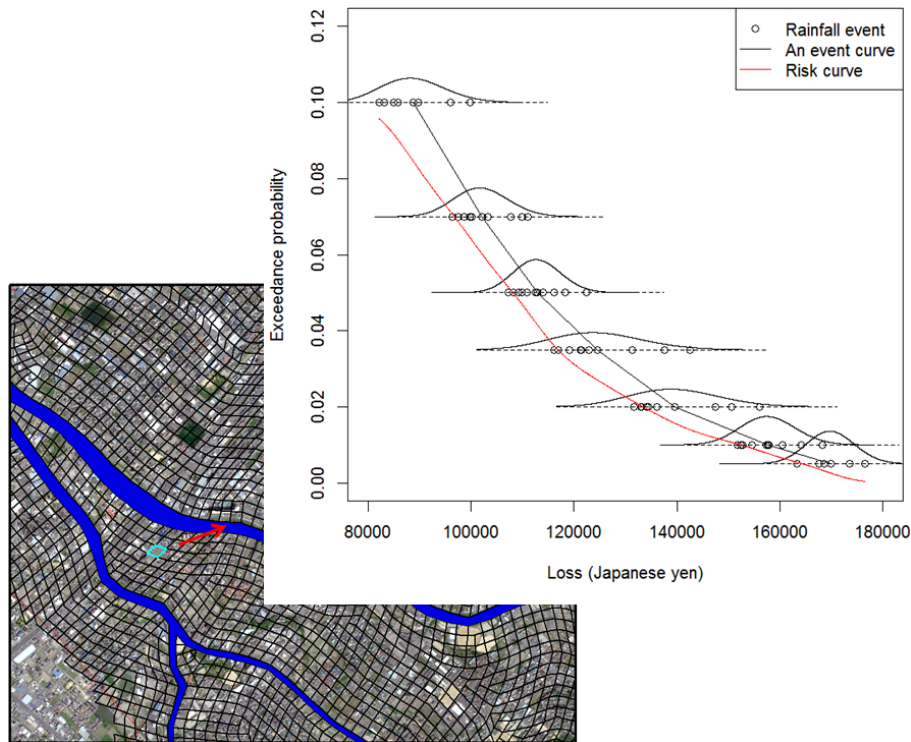 Rainfall event
An event curve
Risk curve
Exceedance probability
0.12
0.10
0.08
0.06
0.04
0.02
0.00
80000 100000 120000 140000 160000 180000
Loss (Japanese yen)